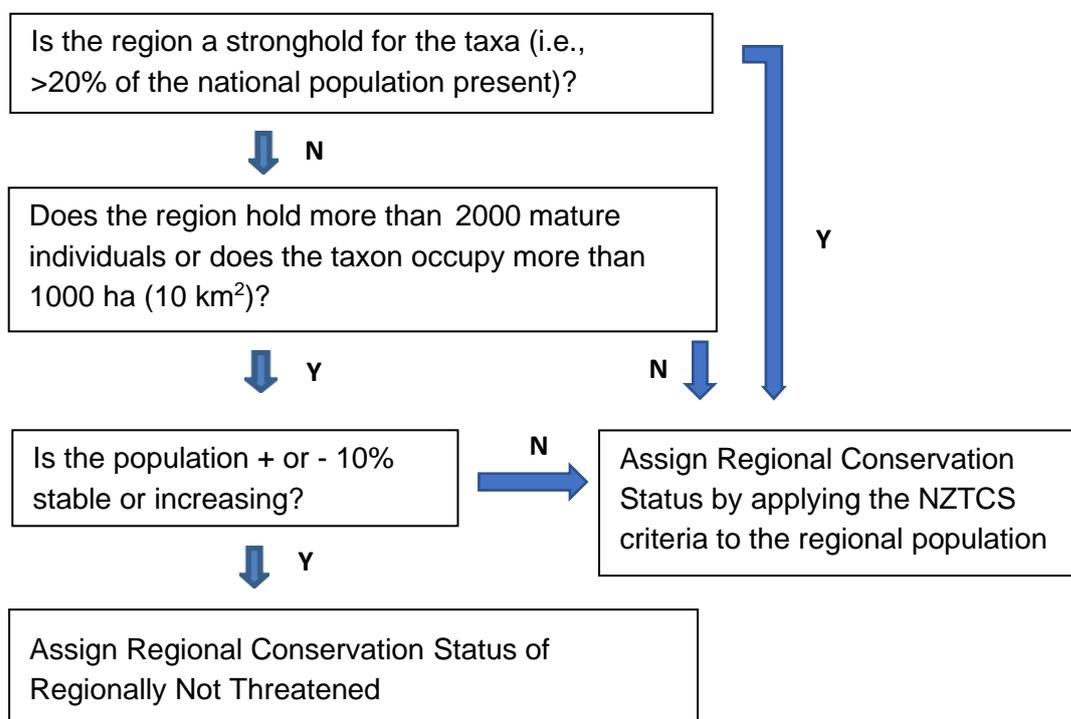 Is the region a stronghold for the taxa (i.e.,
>20% of the national population present)?
N
Y
Does the region hold more than 2000 mature
individuals or does the taxon occupy more than
1000 ha (10 km²)?
Y
N
Is the population + or - 10%
stable or increasing?
N
Assign Regional Conservation
Status by applying the NZTCS
criteria to the regional population
Y
Assign Regional Conservation Status of
Regionally Not Threatened